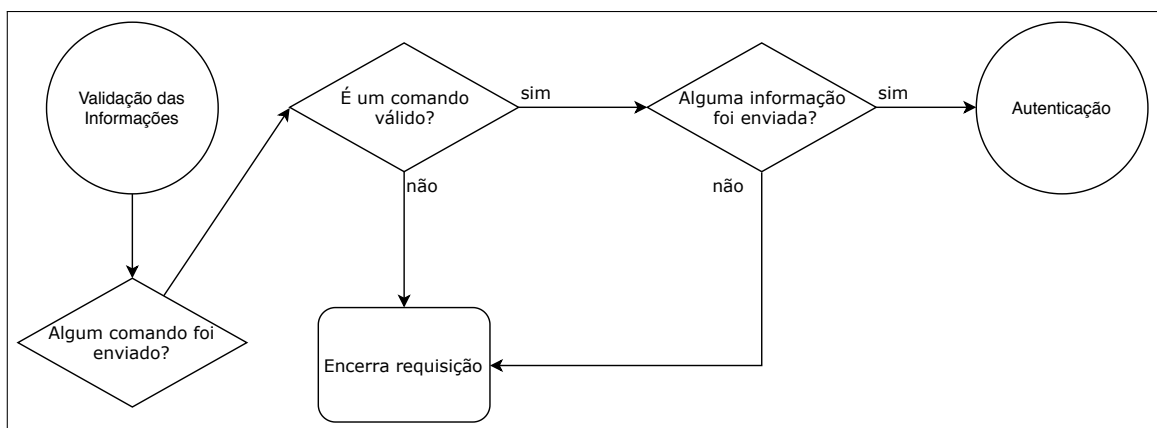 Validação das
Informações
Algum comando foi
enviado?
É um comando
válido?
sim
não
Encerra requisição
Alguma informação
foi enviada?
sim
não
Autenticação